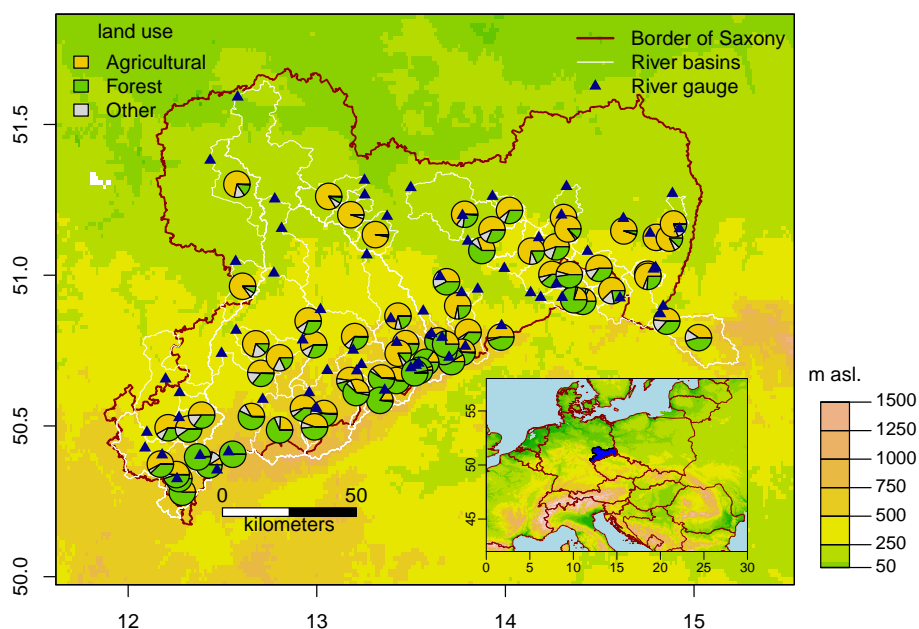 land use
Agricultural
Forest
Other
Border of Saxony
River basins
River gauge
51.5
51.0
50.5
50.0
12
13
14
15
0
50
kilometers
55
50
45
0
5
10
15
20
25
30
m asl.
1500
1000
750
500
250
50